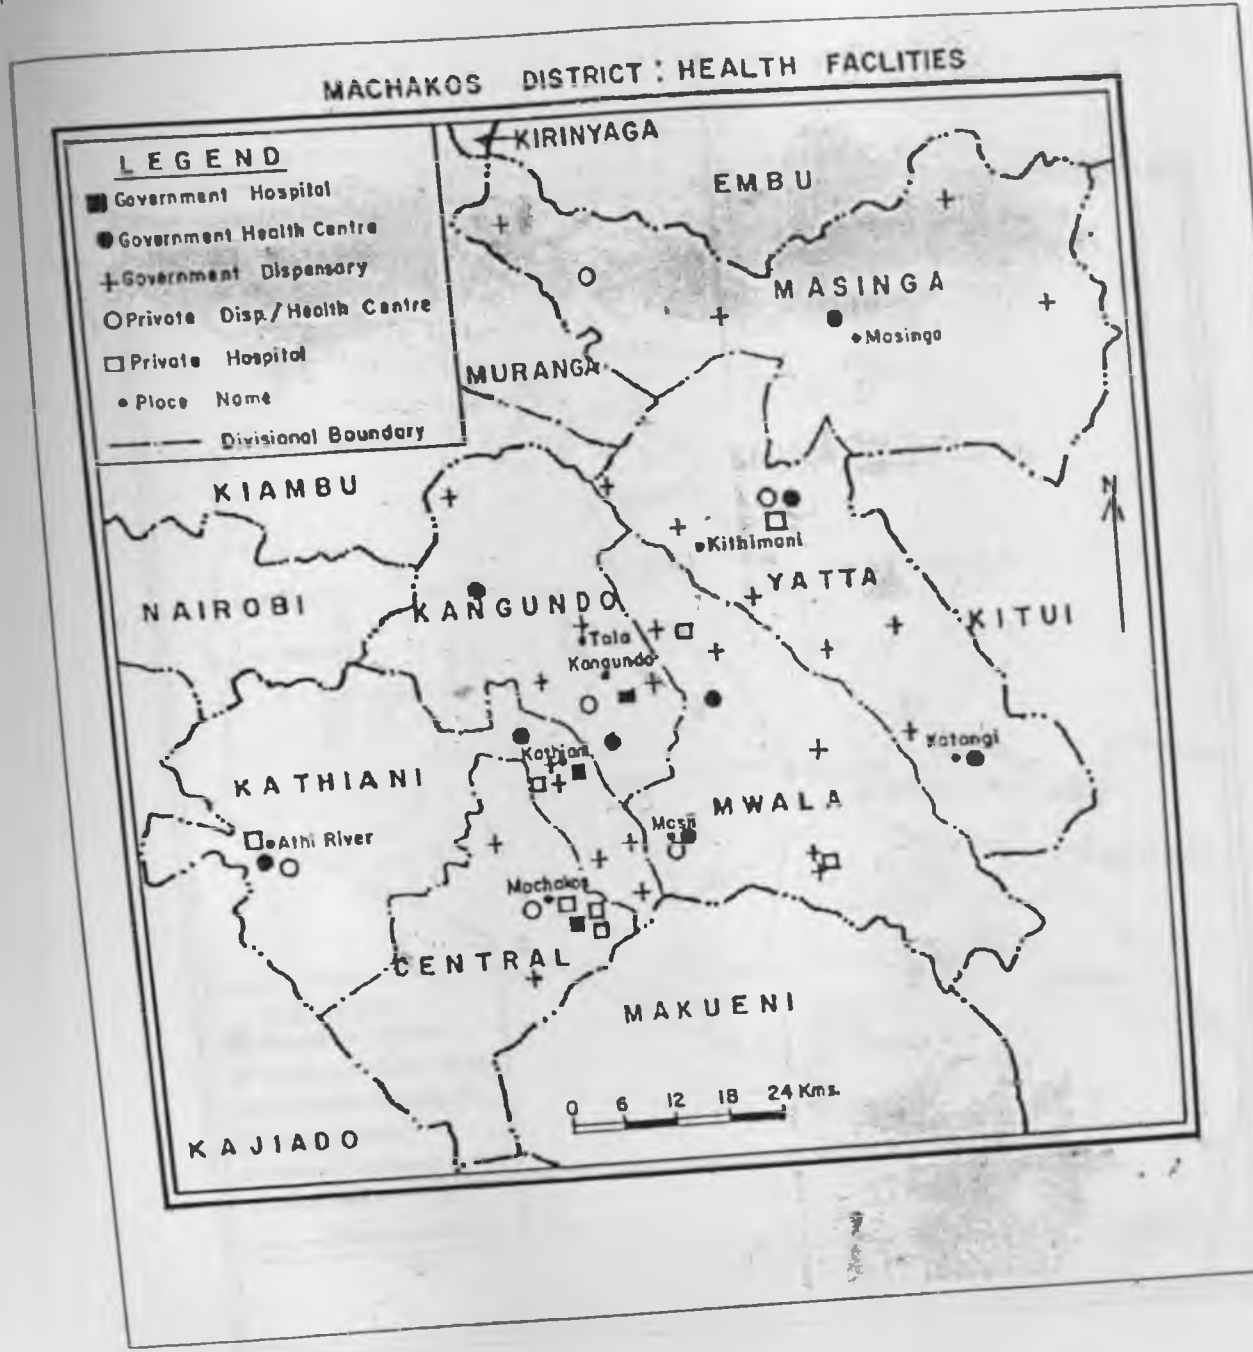 MACHAKOS DISTRICT : HEALTH FACLITIES
LEGEND
Government Hospital
Government Health Centre
Government Dispensary
Private Disp./Health Centre
Private Hospital
Place Name
Divisional Boundary
KIRINYAGA
EMBU
MASINGA
Masinga
MURANGA
KIAMBU
N
Kithimani
YATTA
NAIROBI
KANGUNDO
KITUI
Tala
Kangundo
Katangi
Kathiani
KATHIANI
MWALA
Masii
Athi River
Machakos
CENTRAL
MAKUENI
0 6 12 18 24 Kms.
KAJIADO